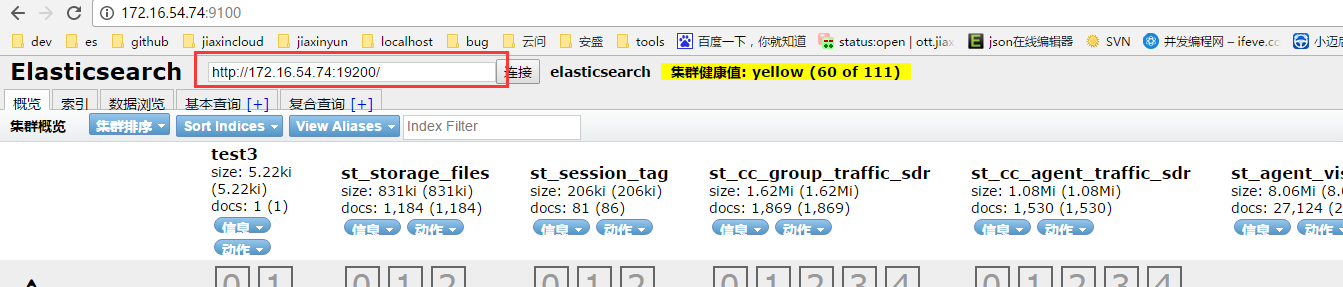 172.16.54.74:9100
dev es github jiaxincloud jiaxinyun localhost bug 云问 安盛 tools 百度一下，你就知道 status:open | ott.jiax json在线编辑器 SVN 并发编程网 – ifeve.co 小迈启
Elasticsearch http://172.16.54.74:19200/ 连接 elasticsearch 集群健康值: yellow (60 of 111)
概览 索引 数据浏览 基本查询 [+] 复合查询 [+]
集群概览 集群排序 Sort Indices View Aliases Index Filter
test3
size: 5.22ki
(5.22ki)
docs: 1 (1)
信息
动作
st_storage_files
size: 831ki (831ki)
docs: 1,184 (1,184)
信息 动作
st_session_tag
size: 206ki (206ki)
docs: 81 (86)
信息 动作
st_cc_group_traffic_sdr
size: 1.62Mi (1.62Mi)
docs: 1,869 (1,869)
信息 动作
st_cc_agent_traffic_sdr
size: 1.08Mi (1.08Mi)
docs: 1,530 (1,530)
信息 动作
st_agent_vis
size: 8.06Mi (8.0
docs: 27,124 (2
信息 动作
0 1 0 1 2 0 1 2 0 1 2 3 4 0 1 2 3 4